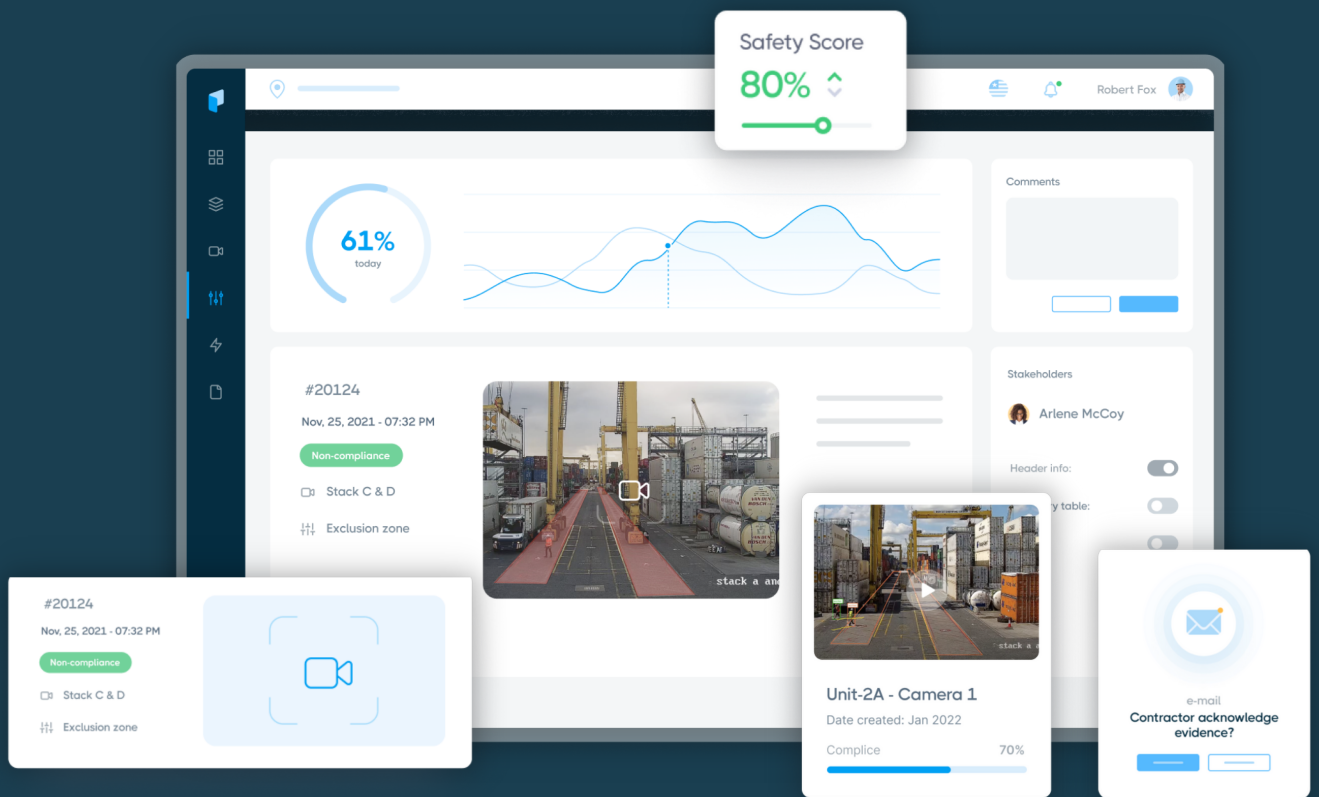 Safety Score
80%
Robert Fox
61%
today
Comments
#20124
Nov, 25, 2021 - 07:32 PM
Non-compliance
Stack C & D
Exclusion zone
stack a an
Stakeholders
Arlene McCoy
Header info:
y table:
#20124
Nov, 25, 2021 - 07:32 PM
Non-compliance
Stack C & D
Exclusion zone
stack a
Unit-2A - Camera 1
Date created: Jan 2022
Complice 70%
e-mail
Contractor acknowledge
evidence?